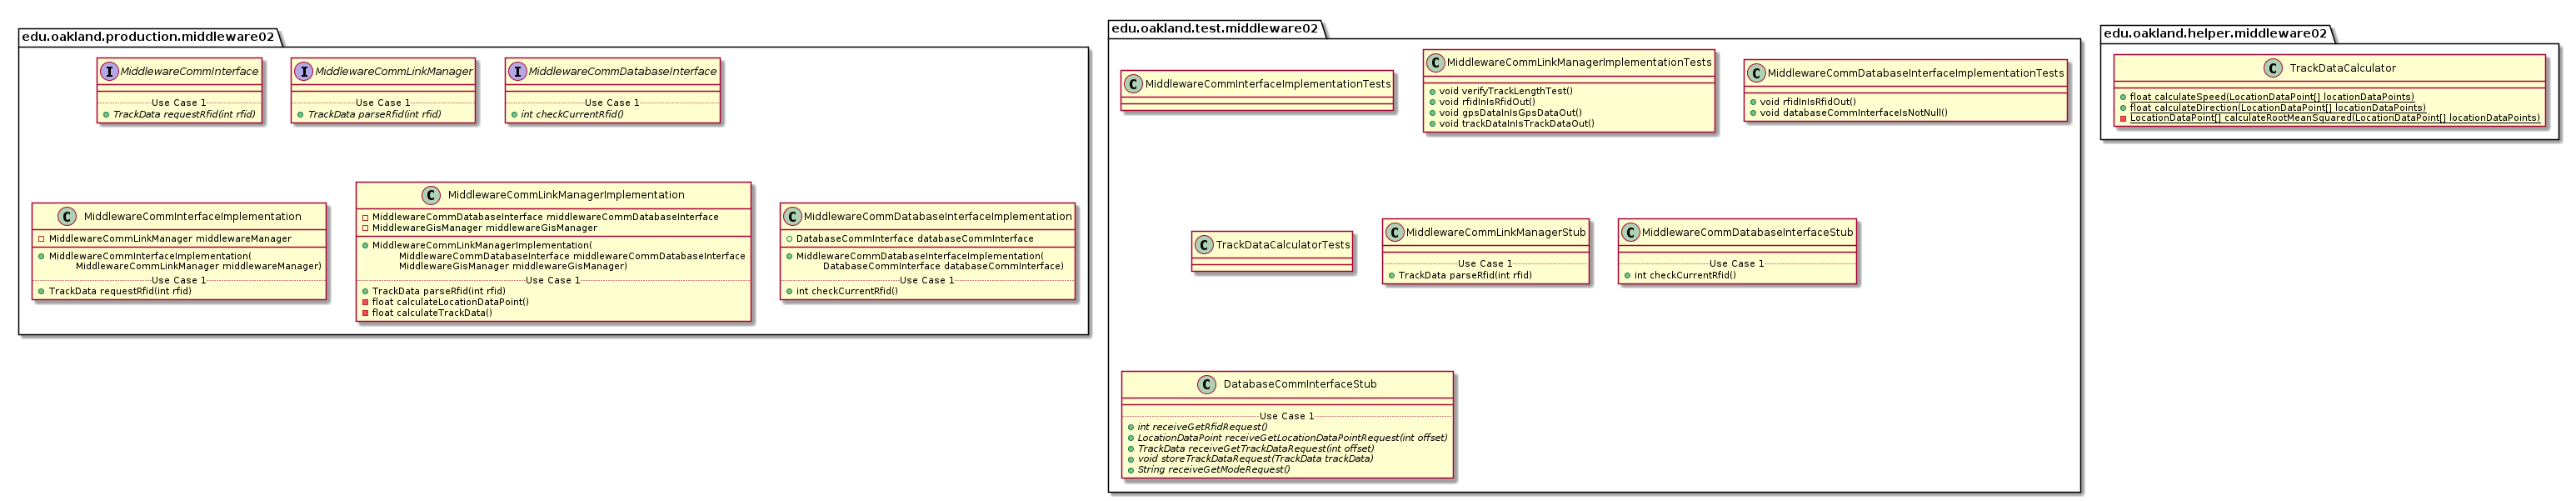 edu.oakland.production.middleware02
I MiddlewareCommInterface
Use Case 1
TrackData requestRfid(int rfid)
I MiddlewareCommLinkManager
Use Case 1
TrackData parseRfid(int rfid)
I MiddlewareCommDatabaseInterface
Use Case 1
int checkCurrentRfid()
C MiddlewareCommInterfaceImplementation
MiddlewareCommLinkManager middlewareManager
MiddlewareCommInterfaceImplementation(
MiddlewareCommLinkManager middlewareManager)
Use Case 1
TrackData requestRfid(int rfid)
C MiddlewareCommLinkManagerImplementation
MiddlewareCommDatabaseInterface middlewareCommDatabaseInterface
MiddlewareGisManager middlewareGisManager
MiddlewareCommLinkManagerImplementation(
MiddlewareCommDatabaseInterface middlewareCommDatabaseInterface
MiddlewareGisManager middlewareGisManager)
Use Case 1
TrackData parseRfid(int rfid)
float calculateLocationDataPoint()
float calculateTrackData()
C MiddlewareCommDatabaseInterfaceImplementation
DatabaseCommInterface databaseCommInterface
MiddlewareCommDatabaseInterfaceImplementation(
DatabaseCommInterface databaseCommInterface)
Use Case 1
int checkCurrentRfid()
edu.oakland.test.middleware02
C MiddlewareCommInterfaceImplementationTests
C MiddlewareCommLinkManagerImplementationTests
void verifyTrackLengthTest()
void rfidInIsRfidOut()
void gpsDataInIsGpsDataOut()
void trackDataInIsTrackDataOut()
C MiddlewareCommDatabaseInterfaceImplementationTests
void rfidInIsRfidOut()
void databaseCommInterfaceIsNotNull()
C TrackDataCalculatorTests
C MiddlewareCommLinkManagerStub
Use Case 1
TrackData parseRfid(int rfid)
C MiddlewareCommDatabaseInterfaceStub
Use Case 1
int checkCurrentRfid()
C DatabaseCommInterfaceStub
Use Case 1
int receiveGetRfidRequest()
LocationDataPoint receiveGetLocationDataPointRequest(int offset)
TrackData receiveGetTrackDataRequest(int offset)
void storeTrackDataRequest(TrackData trackData)
String receiveGetModeRequest()
edu.oakland.helper.middleware02
C TrackDataCalculator
float calculateSpeed(LocationDataPoint[] locationDataPoints)
float calculateDirection(LocationDataPoint[] locationDataPoints)
LocationDataPoint[] calculateRootMeanSquared(LocationDataPoint[] locationDataPoints)